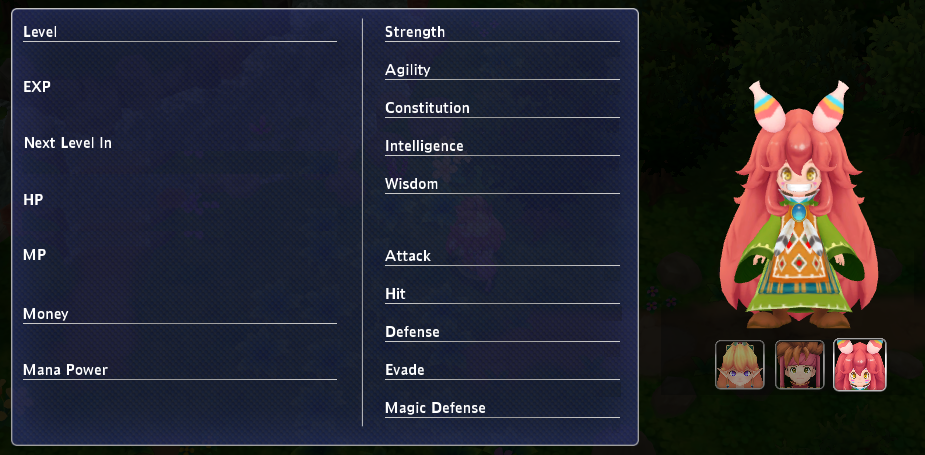 Level
EXP
Next Level In
HP
MP
Money
Mana Power
Strength
Agility
Constitution
Intelligence
Wisdom
Attack
Hit
Defense
Evade
Magic Defense